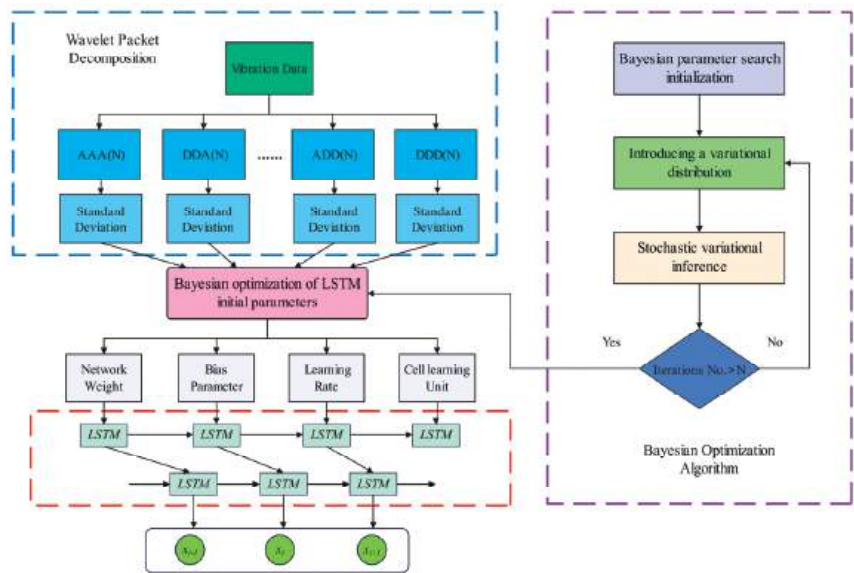 Wavelet Packet
Decomposition
Vibration Data
AAA(N)
DDA(N)
......
ADD(N)
DDD(N)
Standard
Deviation
Standard
Deviation
Standard
Deviation
Standard
Deviation
Bayesian optimization of LSTM
initial parameters
Network
Weight
Bias
Parameter
Learning
Rate
Cell learning
Unit
LSTM
LSTM
LSTM
LSTM
LSTM
LSTM
LSTM
Bayesian parameter search
initialization
Introducing a variational
distribution
Stochastic variational
inference
Yes
No
Iterations No.>N
Bayesian Optimization
Algorithm